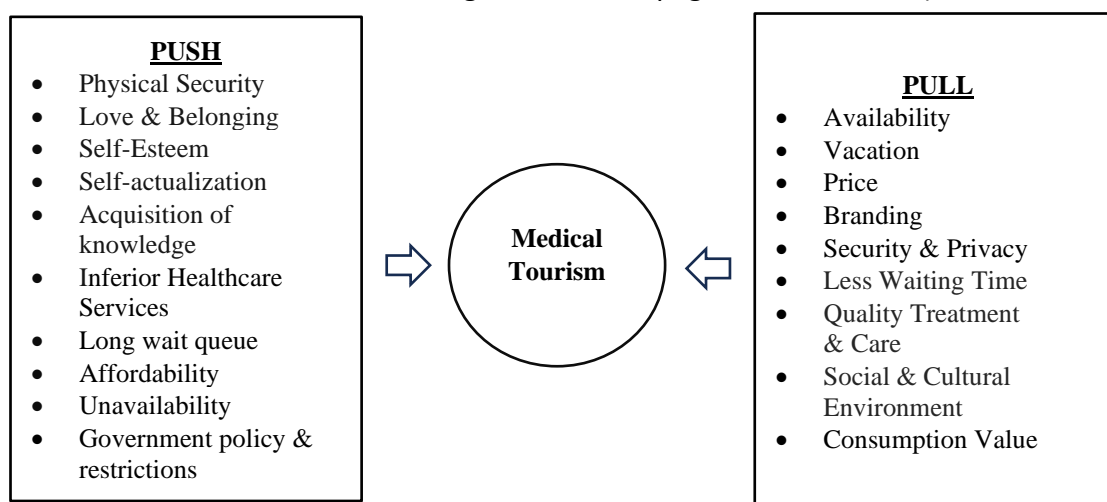 PUSH
• Physical Security
• Love & Belonging
• Self-Esteem
• Self-actualization
• Acquisition of
knowledge
• Inferior Healthcare
Services
• Long wait queue
• Affordability
• Unavailability
• Government policy &
restrictions
Medical
Tourism
PULL
• Availability
• Vacation
• Price
• Branding
• Security & Privacy
• Less Waiting Time
• Quality Treatment
& Care
• Social & Cultural
Environment
• Consumption Value